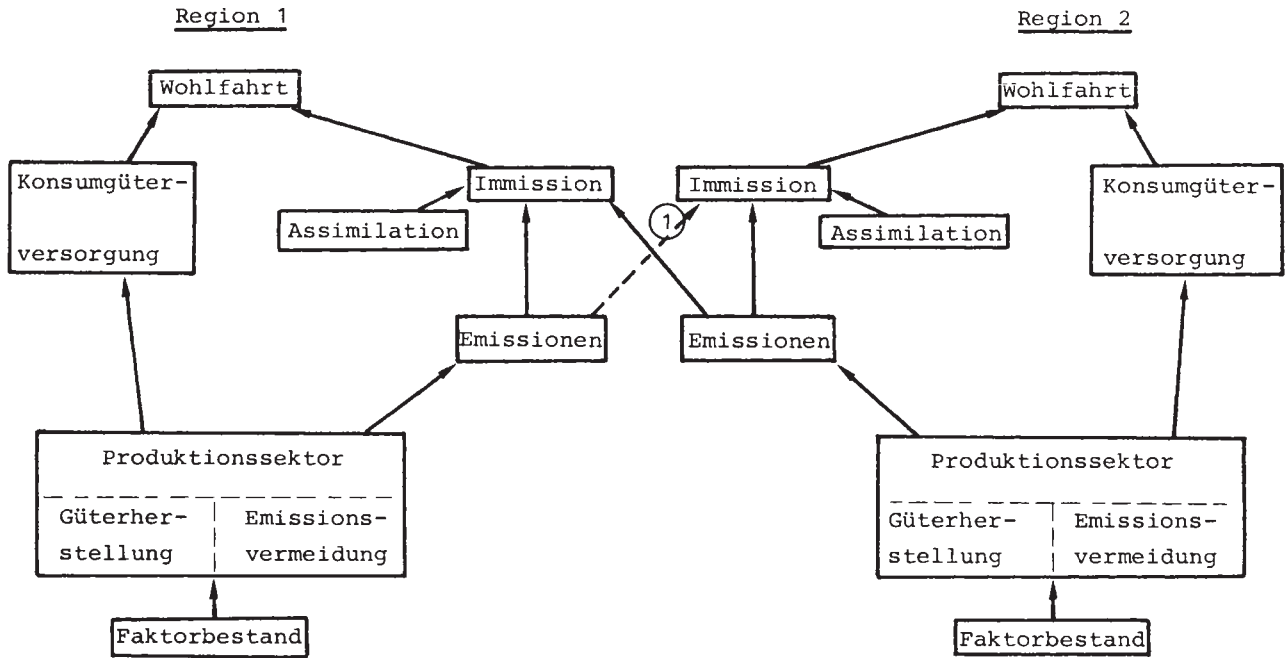 Region 1
Region 2
Wohlfahrt
Wohlfahrt
Konsumgüter-
versorgung
Immission
Immission
Konsumgüter-
versorgung
Assimilation
1
Assimilation
Emissionen
Emissionen
Produktionssektor
Güterher-
stellung
Emissions-
vermeidung
Produktionssektor
Güterher-
stellung
Emissions-
vermeidung
Faktorbestand
Faktorbestand